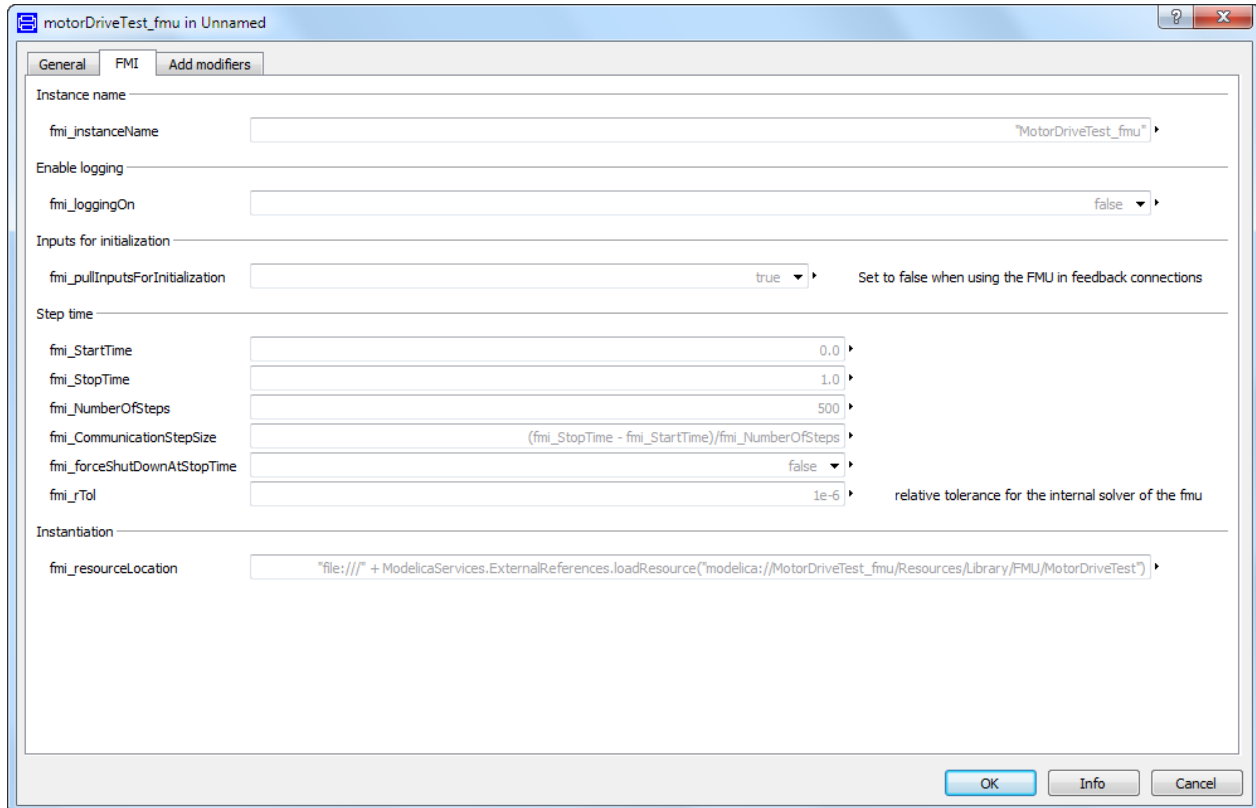 motorDriveTest_fmu in Unnamed
General FMI Add modifiers
Instance name
fmi_instanceName "MotorDriveTest_fmu"
Enable logging
fmi_loggingOn false
Inputs for initialization
fmi_pullInputsForInitialization true Set to false when using the FMU in feedback connections
Step time
fmi_StartTime 0.0
fmi_StopTime 1.0
fmi_NumberOfSteps 500
fmi_CommunicationStepSize (fmi_StopTime - fmi_StartTime)/fmi_NumberOfSteps
fmi_forceShutDownAtStopTime false
fmi_rTol 1e-6 relative tolerance for the internal solver of the fmu
Instantiation
fmi_resourceLocation "file:///" + ModelicaServices.ExternalReferences.loadResource("modelica://MotorDriveTest_fmu/Resources/Library/FMU/MotorDriveTest")
OK Info Cancel